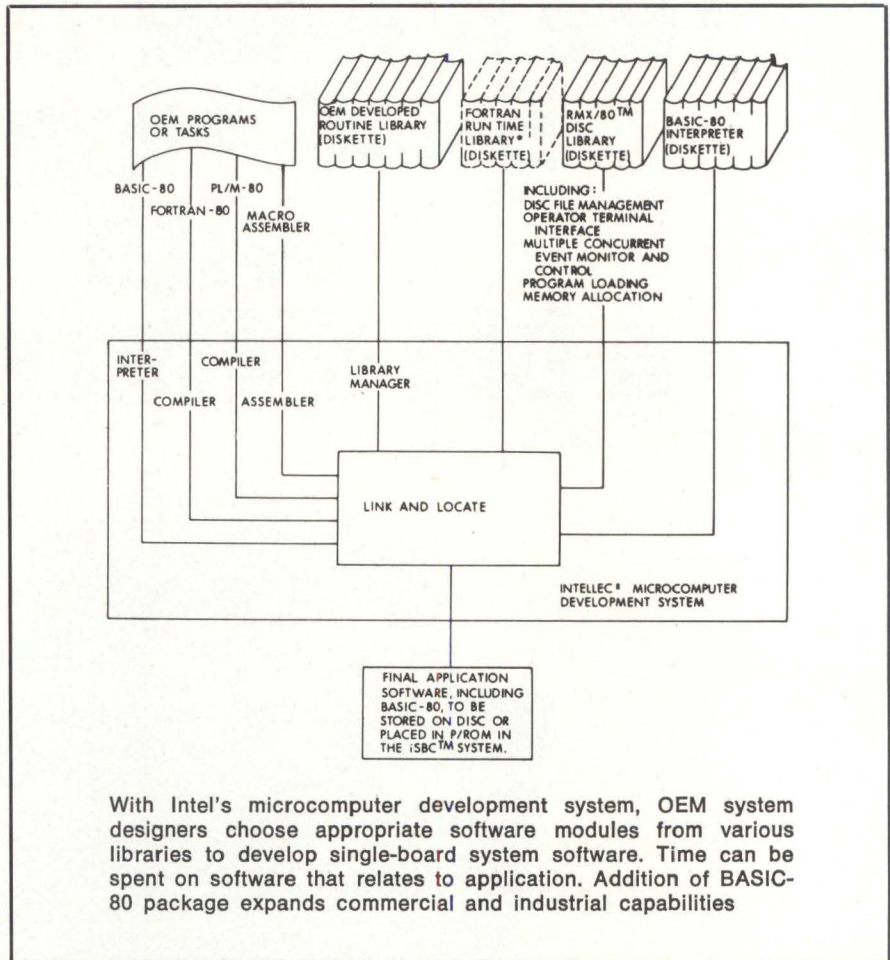 OEM PROGRAMS
OR TASKS
OEM DEVELOPED
ROUTINE LIBRARY
(DISKETTE)
FORTRAN
RUN TIME
LIBRARY*
(DISKETTE)
RMX/80™
DISC
LIBRARY
(DISKETTE)
BASIC-80
INTERPRETER
(DISKETTE)
BASIC-80
PL/M-80
FORTRAN-80
MACRO
ASSEMBLER
INCLUDING:
DISC FILE MANAGEMENT
OPERATOR TERMINAL
INTERFACE
MULTIPLE CONCURRENT
EVENT MONITOR AND
CONTROL
PROGRAM LOADING
MEMORY ALLOCATION
INTER-
PRETER
COMPILER
COMPILER
ASSEMBLER
LIBRARY
MANAGER
LINK AND LOCATE
INTELLEC® MICROCOMPUTER
DEVELOPMENT SYSTEM
FINAL APPLICATION
SOFTWARE, INCLUDING
BASIC-80, TO BE
STORED ON DISC OR
PLACED IN P/ROM IN
THE iSBC™ SYSTEM.
With Intel's microcomputer development system, OEM system
designers choose appropriate software modules from various
libraries to develop single-board system software. Time can be
spent on software that relates to application. Addition of BASIC-
80 package expands commercial and industrial capabilities